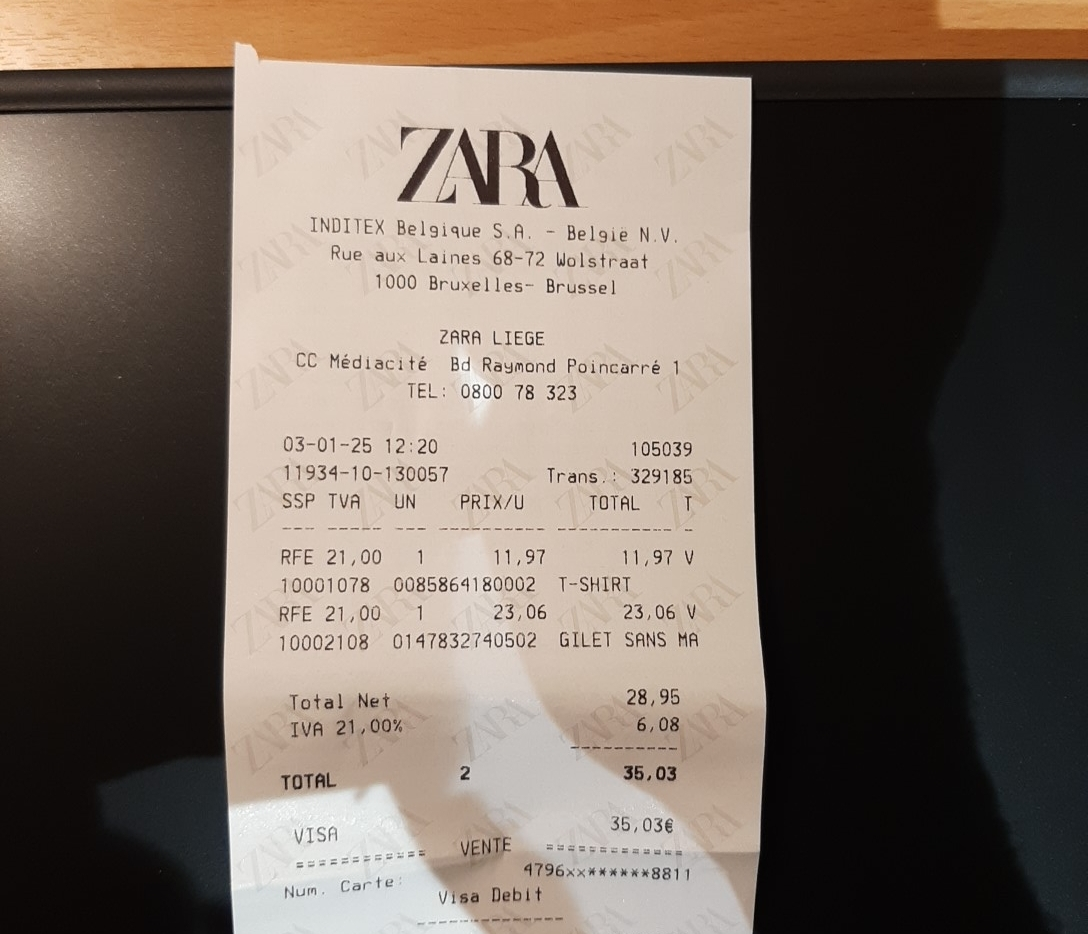 ZARA
INDITEX Belgique S.A. - België N.V.
Rue aux Laines 68-72 Wolstraat
1000 Bruxelles- Brussel
ZARA LIEGE
CC Médiacité Bd Raymond Poincarré 1
TEL: 0800 78 323
03-01-25 12:20 105039
11934-10-130057 Trans.: 329185
SSP TVA UN PRIX/U TOTAL T
--- ----- --- ---------- ----------- -
RFE 21,00 1 11,97 11,97 V
10001078 0085864180002 T-SHIRT
RFE 21,00 1 23,06 23,06 V
10002108 0147832740502 GILET SANS MA
Total Net 28,95
IVA 21,00% 6,08
----------
TOTAL 2 35,03
VISA 35,03€
============ VENTE ============
Num. Carte: 4796xx******8811
Visa Debit
--------------